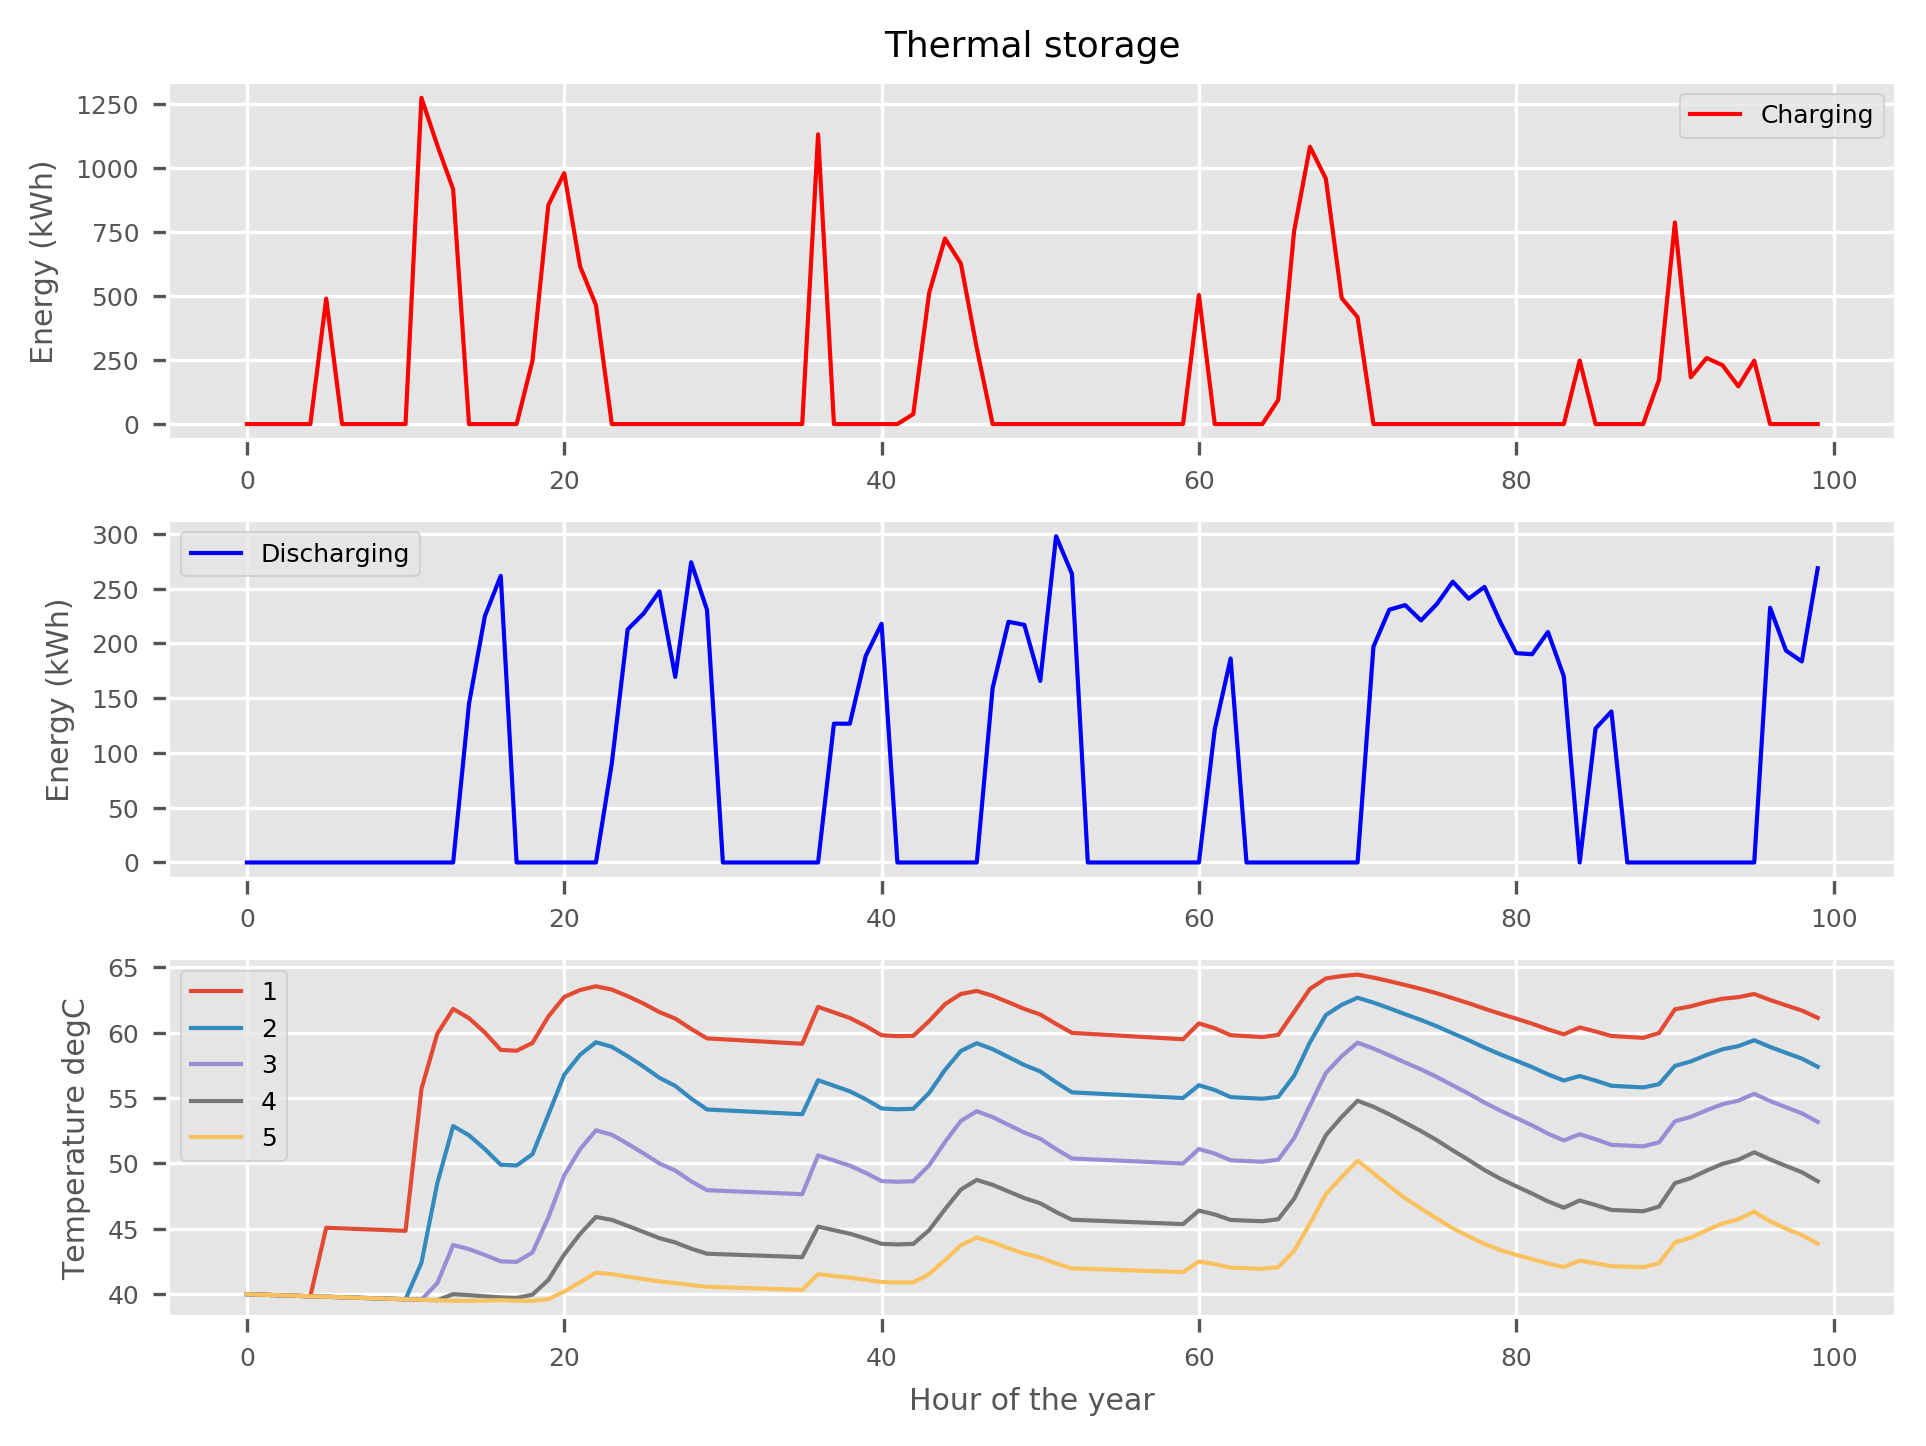 Thermal storage
1250
1000
750
500
250
0
Energy (kWh)
Charging
0 20 40 60 80 100
300
250
200
150
100
50
0
Energy (kWh)
Discharging
0 20 40 60 80 100
65
60
55
50
45
40
Temperature degC
1
2
3
4
5
0 20 40 60 80 100
Hour of the year